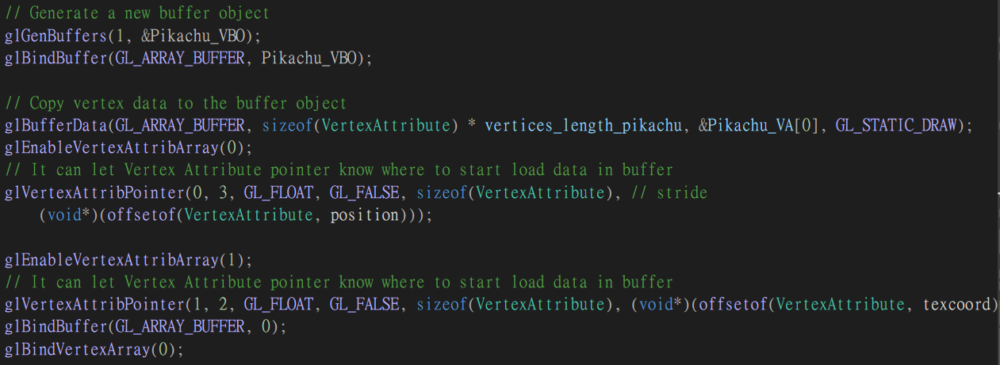 // Generate a new buffer object
glGenBuffers(1, &Pikachu_VBO);
glBindBuffer(GL_ARRAY_BUFFER, Pikachu_VBO);
// Copy vertex data to the buffer object
glBufferData(GL_ARRAY_BUFFER, sizeof(VertexAttribute) * vertices_length_pikachu, &Pikachu_VA[0], GL_STATIC_DRAW);
glEnableVertexAttribArray(0);
// It can let Vertex Attribute pointer know where to start load data in buffer
glVertexAttribPointer(0, 3, GL_FLOAT, GL_FALSE, sizeof(VertexAttribute), // stride
(void*)(offsetof(VertexAttribute, position)));
glEnableVertexAttribArray(1);
// It can let Vertex Attribute pointer know where to start load data in buffer
glVertexAttribPointer(1, 2, GL_FLOAT, GL_FALSE, sizeof(VertexAttribute), (void*)(offsetof(VertexAttribute, texcoord)
glBindBuffer(GL_ARRAY_BUFFER, 0);
glBindVertexArray(0);